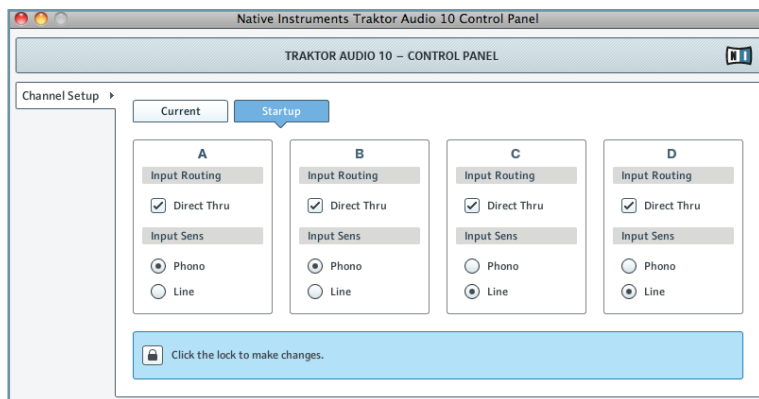 Native Instruments Traktor Audio 10 Control Panel
TRAKTOR AUDIO 10 – CONTROL PANEL
NI
Channel Setup
Current Startup
A B C D
Input Routing Input Routing Input Routing Input Routing
Direct Thru Direct Thru Direct Thru Direct Thru
Input Sens Input Sens Input Sens Input Sens
Phono Phono Phono Phono
Line Line Line Line
Click the lock to make changes.